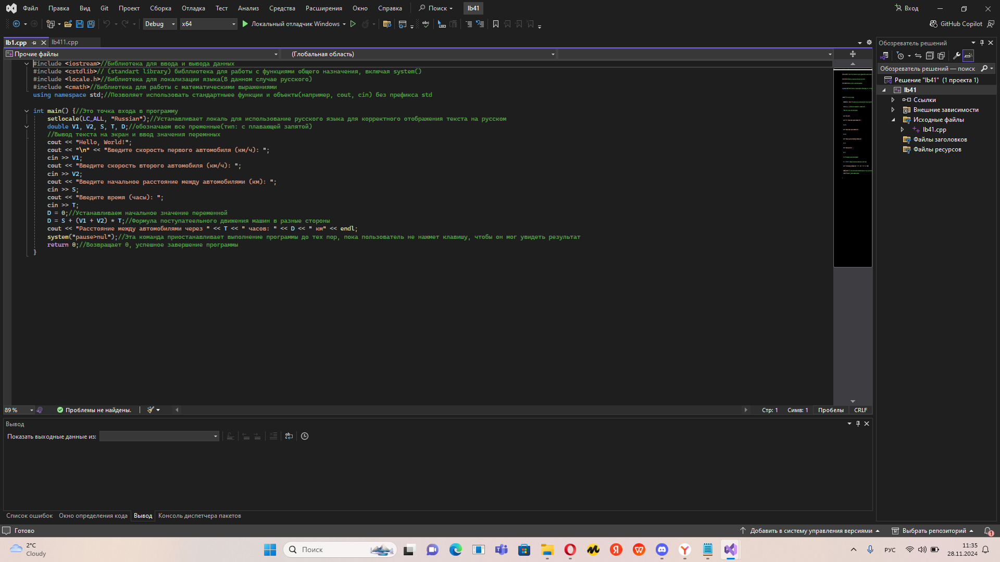 Файл Правка Вид Git Проект Сборка Отладка Тест Анализ Средства Расширения Окно Справка Поиск lb41 Вход
Debug x64 Локальный отладчик Windows GitHub Copilot
lb1.cpp lb411.cpp
Прочие файлы (Глобальная область)
#include <iostream>//Библиотека для ввода и вывода данных
#include <cstdlib>// (standart library) библиотека для работы с функциями общего назначения, включая system()
#include <locale.h>//Библиотека для локализации языка(В данном случае русского)
#include <cmath>//Библиотека для работы с математическими выражениями
using namespace std;//Позволяет использовать стандартныее функции и объекты(например, cout, cin) без префикса std
int main() {//Это точка входа в программу
setlocale(LC_ALL, "Russian");//Устанавливает локаль для использование русского языка для корректного отображения текста на русском
double V1, V2, S, T, D;//обозначаем все пременные(тип: с плавающей запятой)
//Вывод текста на экран и ввод значения перемнных
cout << "Hello, World!";
cout << "\n" << "Введите скорость первого автомобиля (км/ч): ";
cin >> V1;
cout << "Введите скорость второго автомобиля (км/ч): ";
cin >> V2;
cout << "Введите начальное расстояние между автомобилями (км): ";
cin >> S;
cout << "Введите время (часы): ";
cin >> T;
D = 0;//Устанавливаем начальное значение переменной
D = S + (V1 + V2) * T;//Формула поступатеельного движения машин в разные стороны
cout << "Расстояние между автомобилями через " << T << " часов: " << D << " км" << endl;
system("pause>nul");//Эта команда приостанавливает выполнение программы до тех пор, пока пользователь не нажмет клавишу, чтобы он мог увидеть результат
return 0;//Возвращает 0, успешное завершение программы
}
89 % Проблемы не найдены. Стр: 1 Симв: 1 Пробелы CRLF
Вывод
Показать выходные данные из:
Список ошибок Окно определения кода Вывод Консоль диспетчера пакетов
Обозреватель решений
Обозреватель решений — поиск
Решение "lb41" (1 проекта 1)
lb41
Ссылки
Внешние зависимости
Исходные файлы
lb41.cpp
Файлы заголовков
Файлы ресурсов
Готово Добавить в систему управления версиями Выбрать репозиторий 1
2°C
Cloudy
Поиск
РУС
11:35
28.11.2024